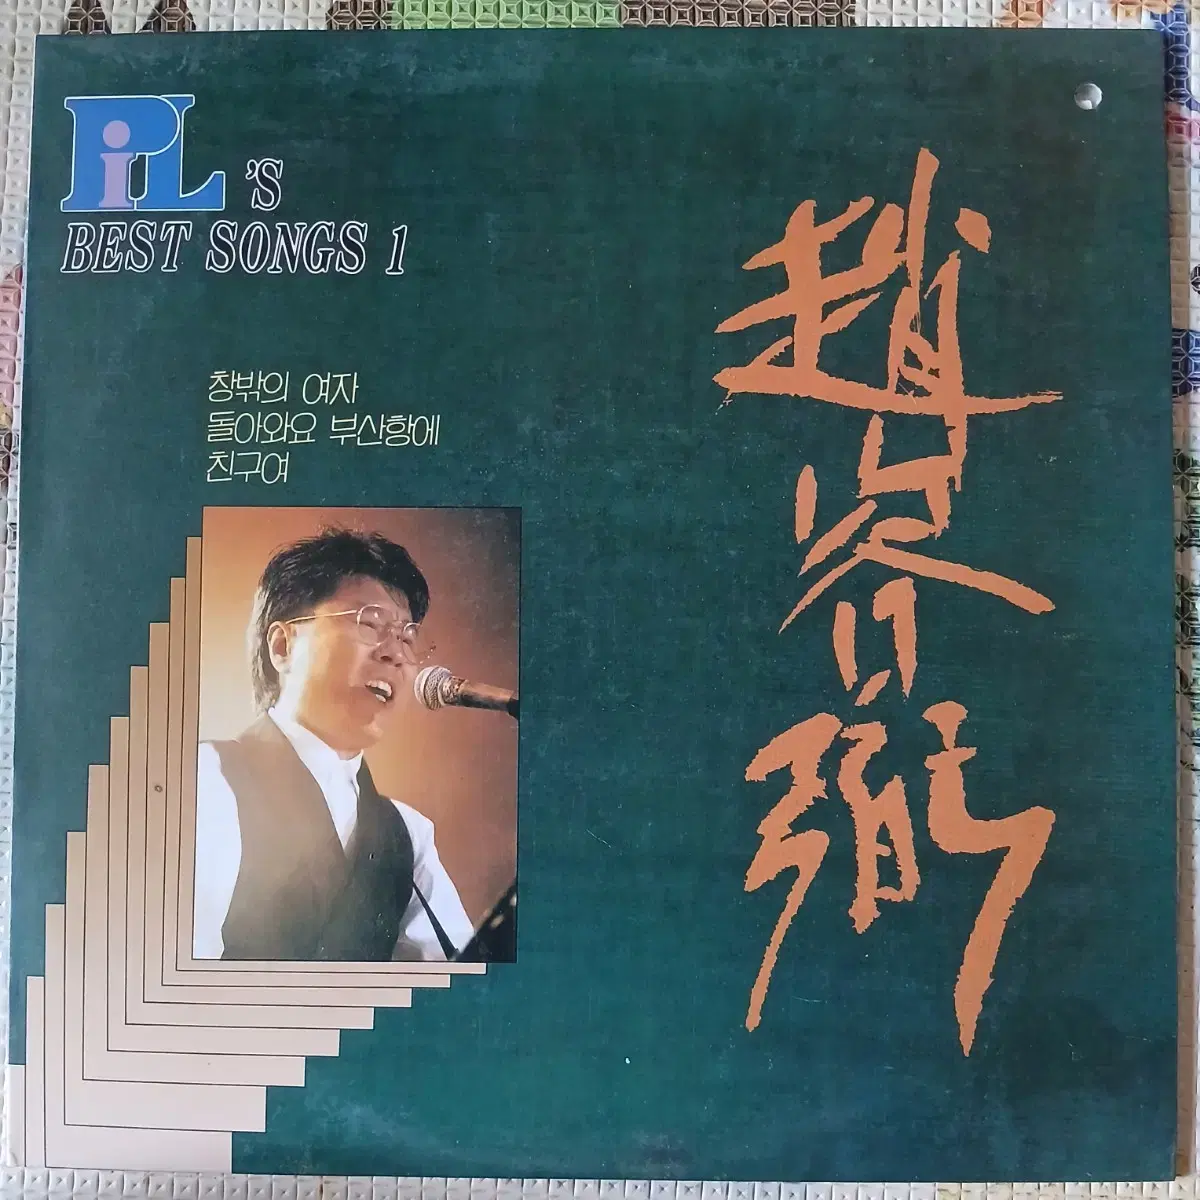 PiL'S
BEST SONGS 1
창밖의 여자
돌아와요 부산항에
친구여
趙容弼